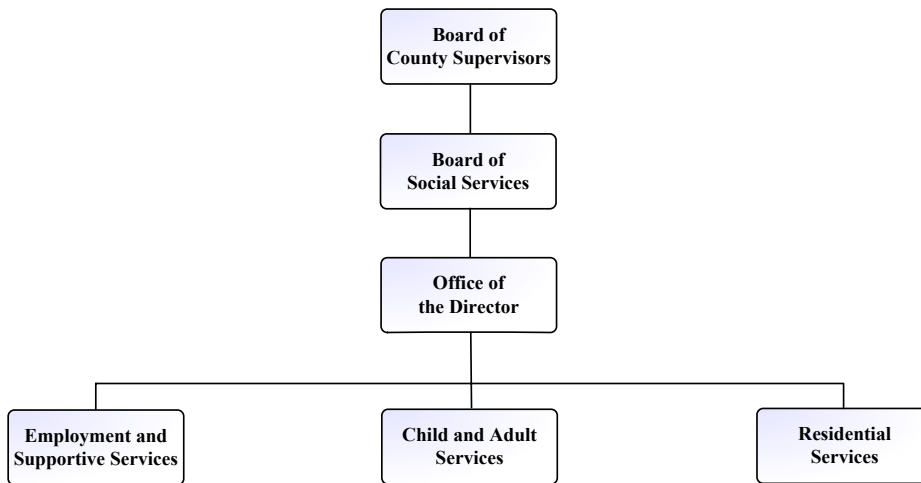 Board of
County Supervisors
Board of
Social Services
Office of
the Director
Employment and
Supportive Services
Child and Adult
Services
Residential
Services